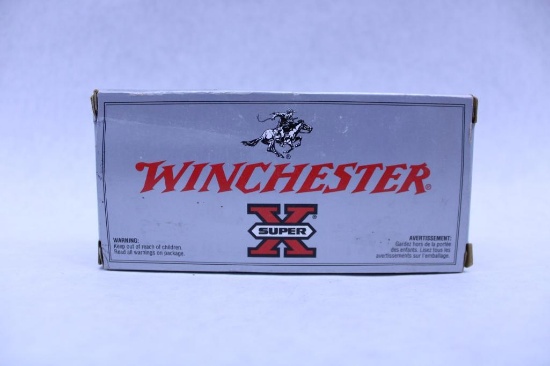 WINCHESTER®
X®
SUPER
WARNING:
Keep out of reach of children.
Read all warnings on package.
AVERTISSEMENT:
Gardez hors de la portée
des enfants. Lisez tous les
avertissements sur l'emballage.